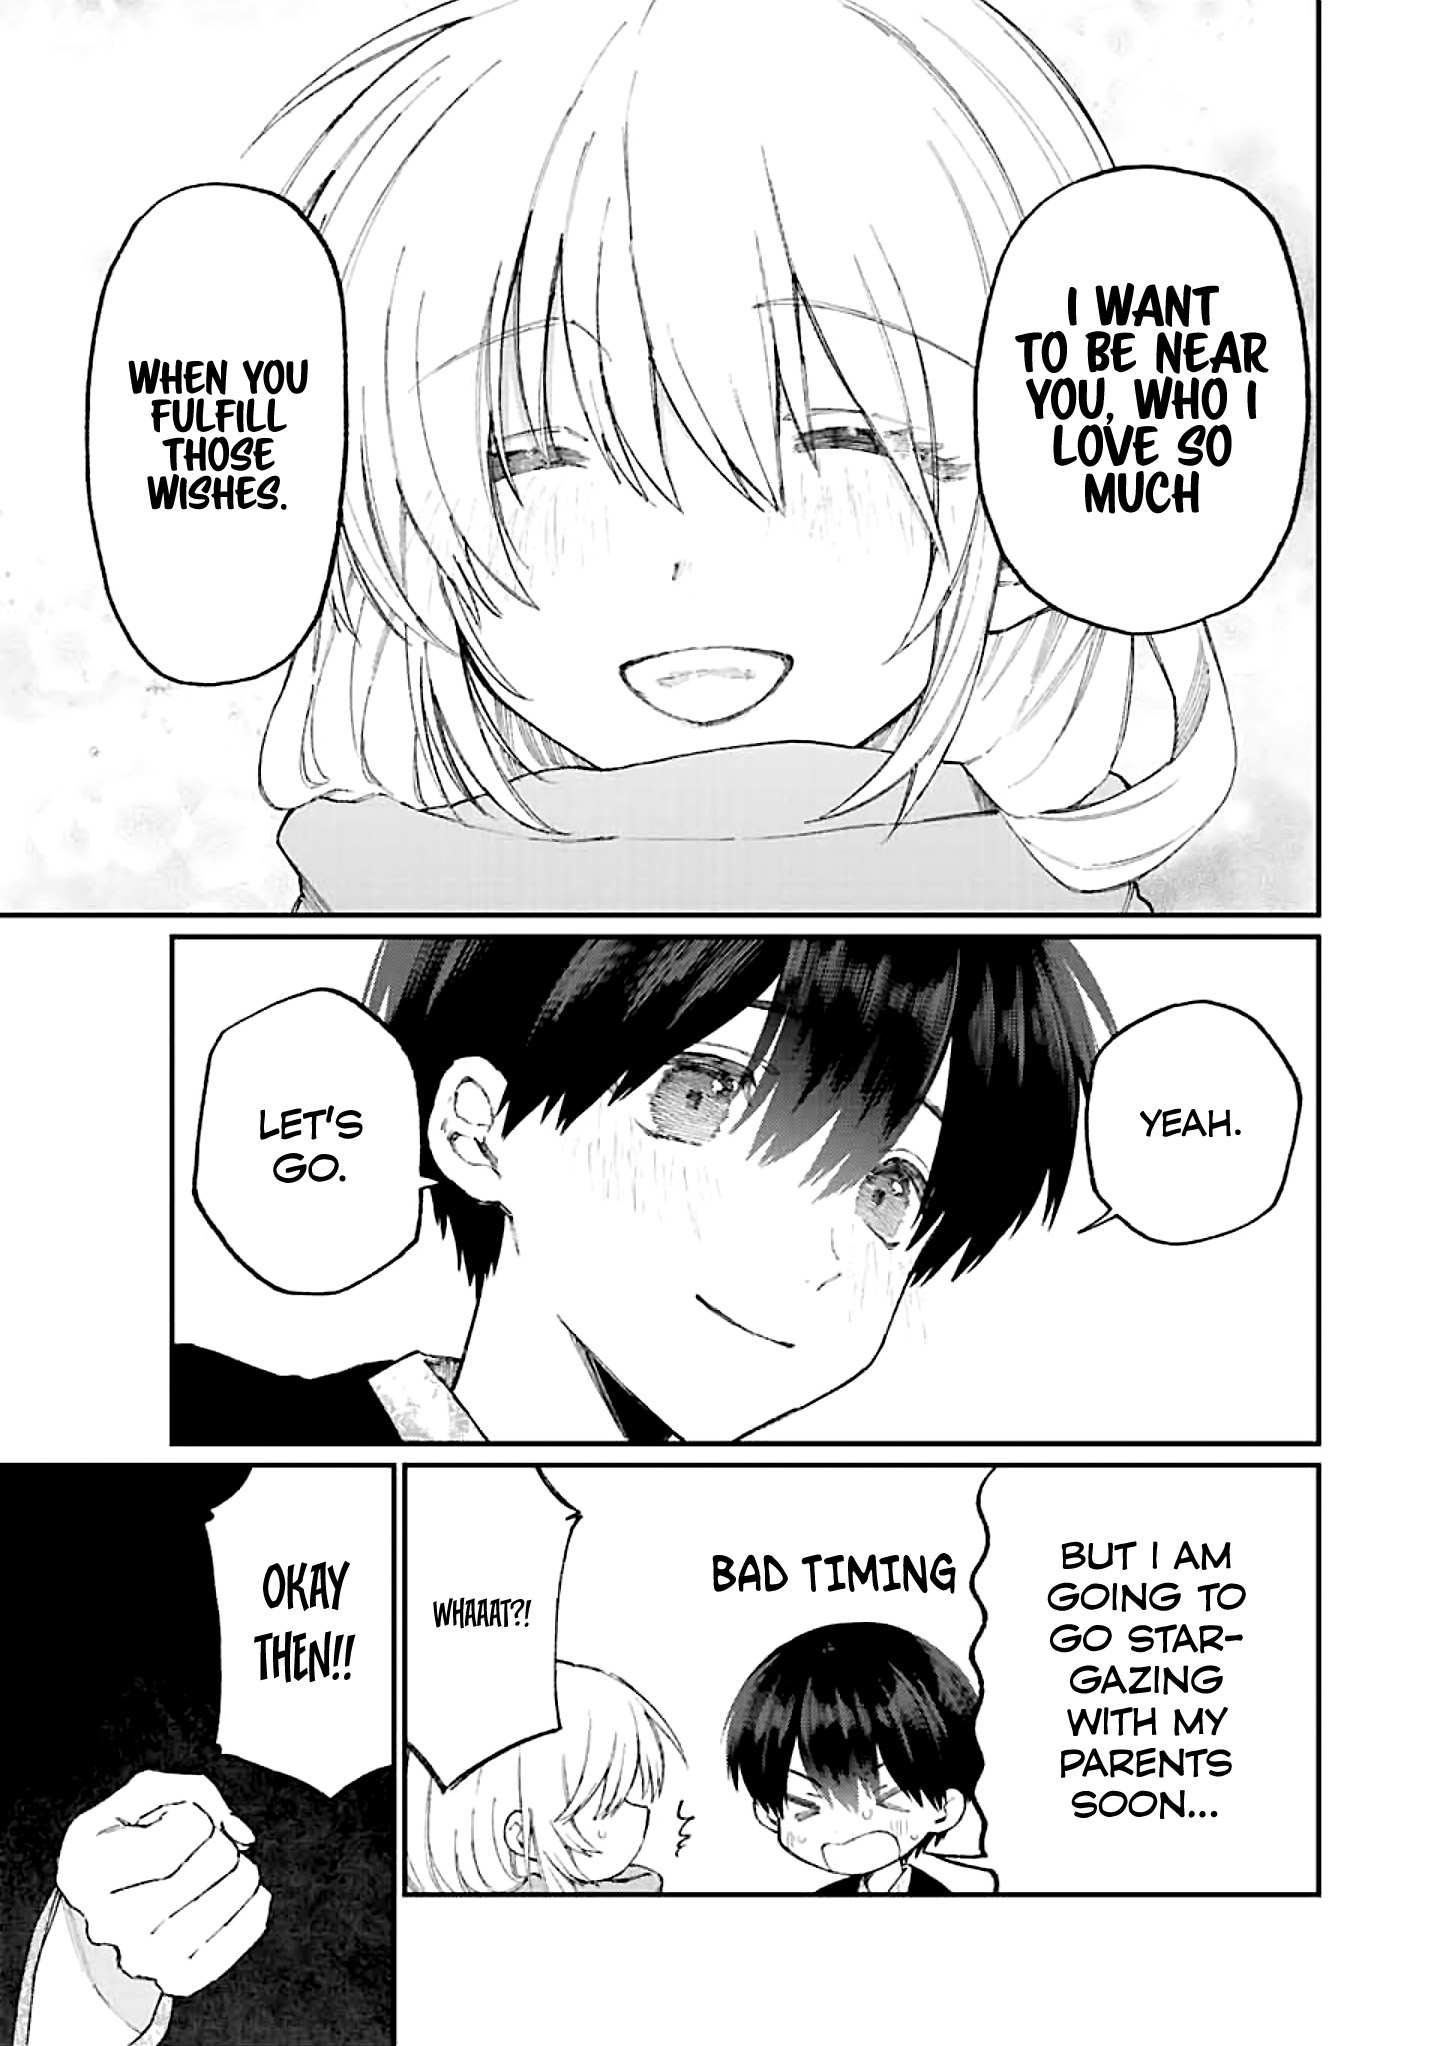 I WANT
TO BE NEAR
YOU, WHO I
LOVE SO
MUCH
WHEN YOU
FULFILL
THOSE
WISHES.
YEAH.
LET'S
GO.
BUT I AM
GOING TO
GO STAR-
GAZING
WITH MY
PARENTS
SOON...
BAD TIMING
WHAAAT?!
OKAY
THEN!!